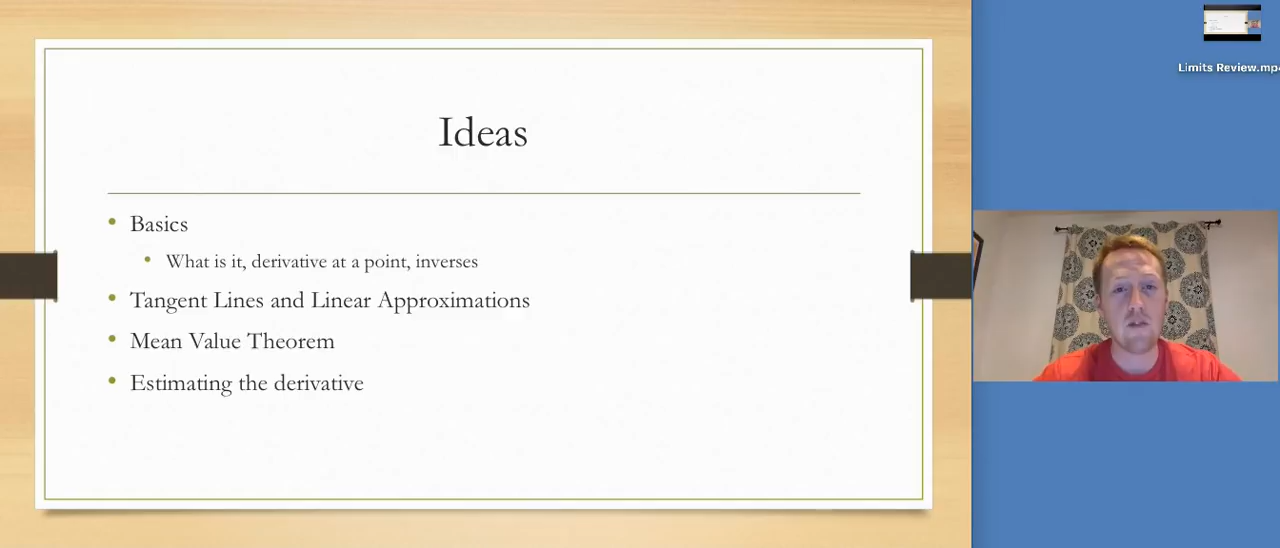 Ideas
Basics
What is it, derivative at a point, inverses
Tangent Lines and Linear Approximations
Mean Value Theorem
Estimating the derivative
Limits Review.mp4